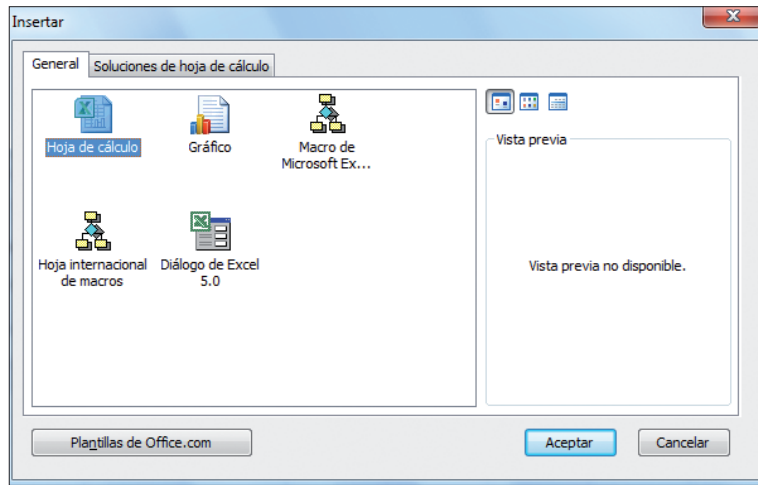 Insertar
General
Soluciones de hoja de cálculo
Hoja de cálculo
Gráfico
Macro de
Microsoft Ex...
Hoja internacional
de macros
Diálogo de Excel
5.0
Vista previa
Vista previa no disponible.
Plantillas de Office.com
Aceptar
Cancelar